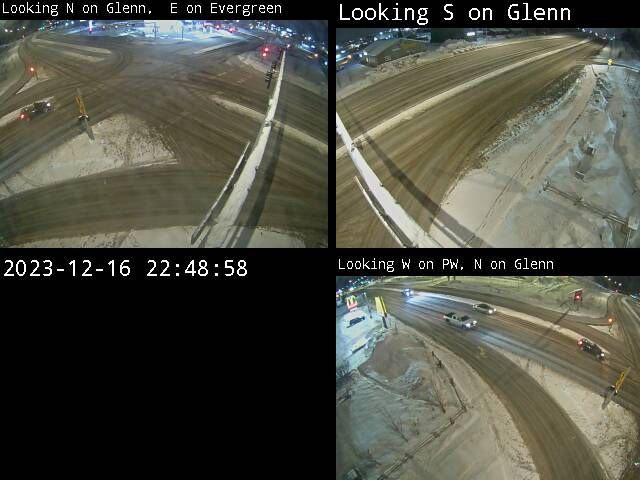 Looking N on Glenn,  E on Evergreen
Looking S on Glenn
2023-12-16 22:48:58
Looking W on PW, N on Glenn